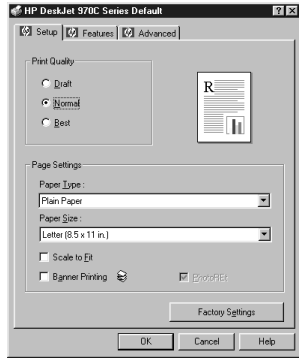 HP DeskJet 970C Series Default
Setup Features Advanced
Print Quality
Draft
Normal
Best
R
Page Settings
Paper Type :
Plain Paper
Paper Size :
Letter (8.5 x 11 in.)
Scale to Fit
Banner Printing PhotoREt
Factory Settings
OK Cancel Help